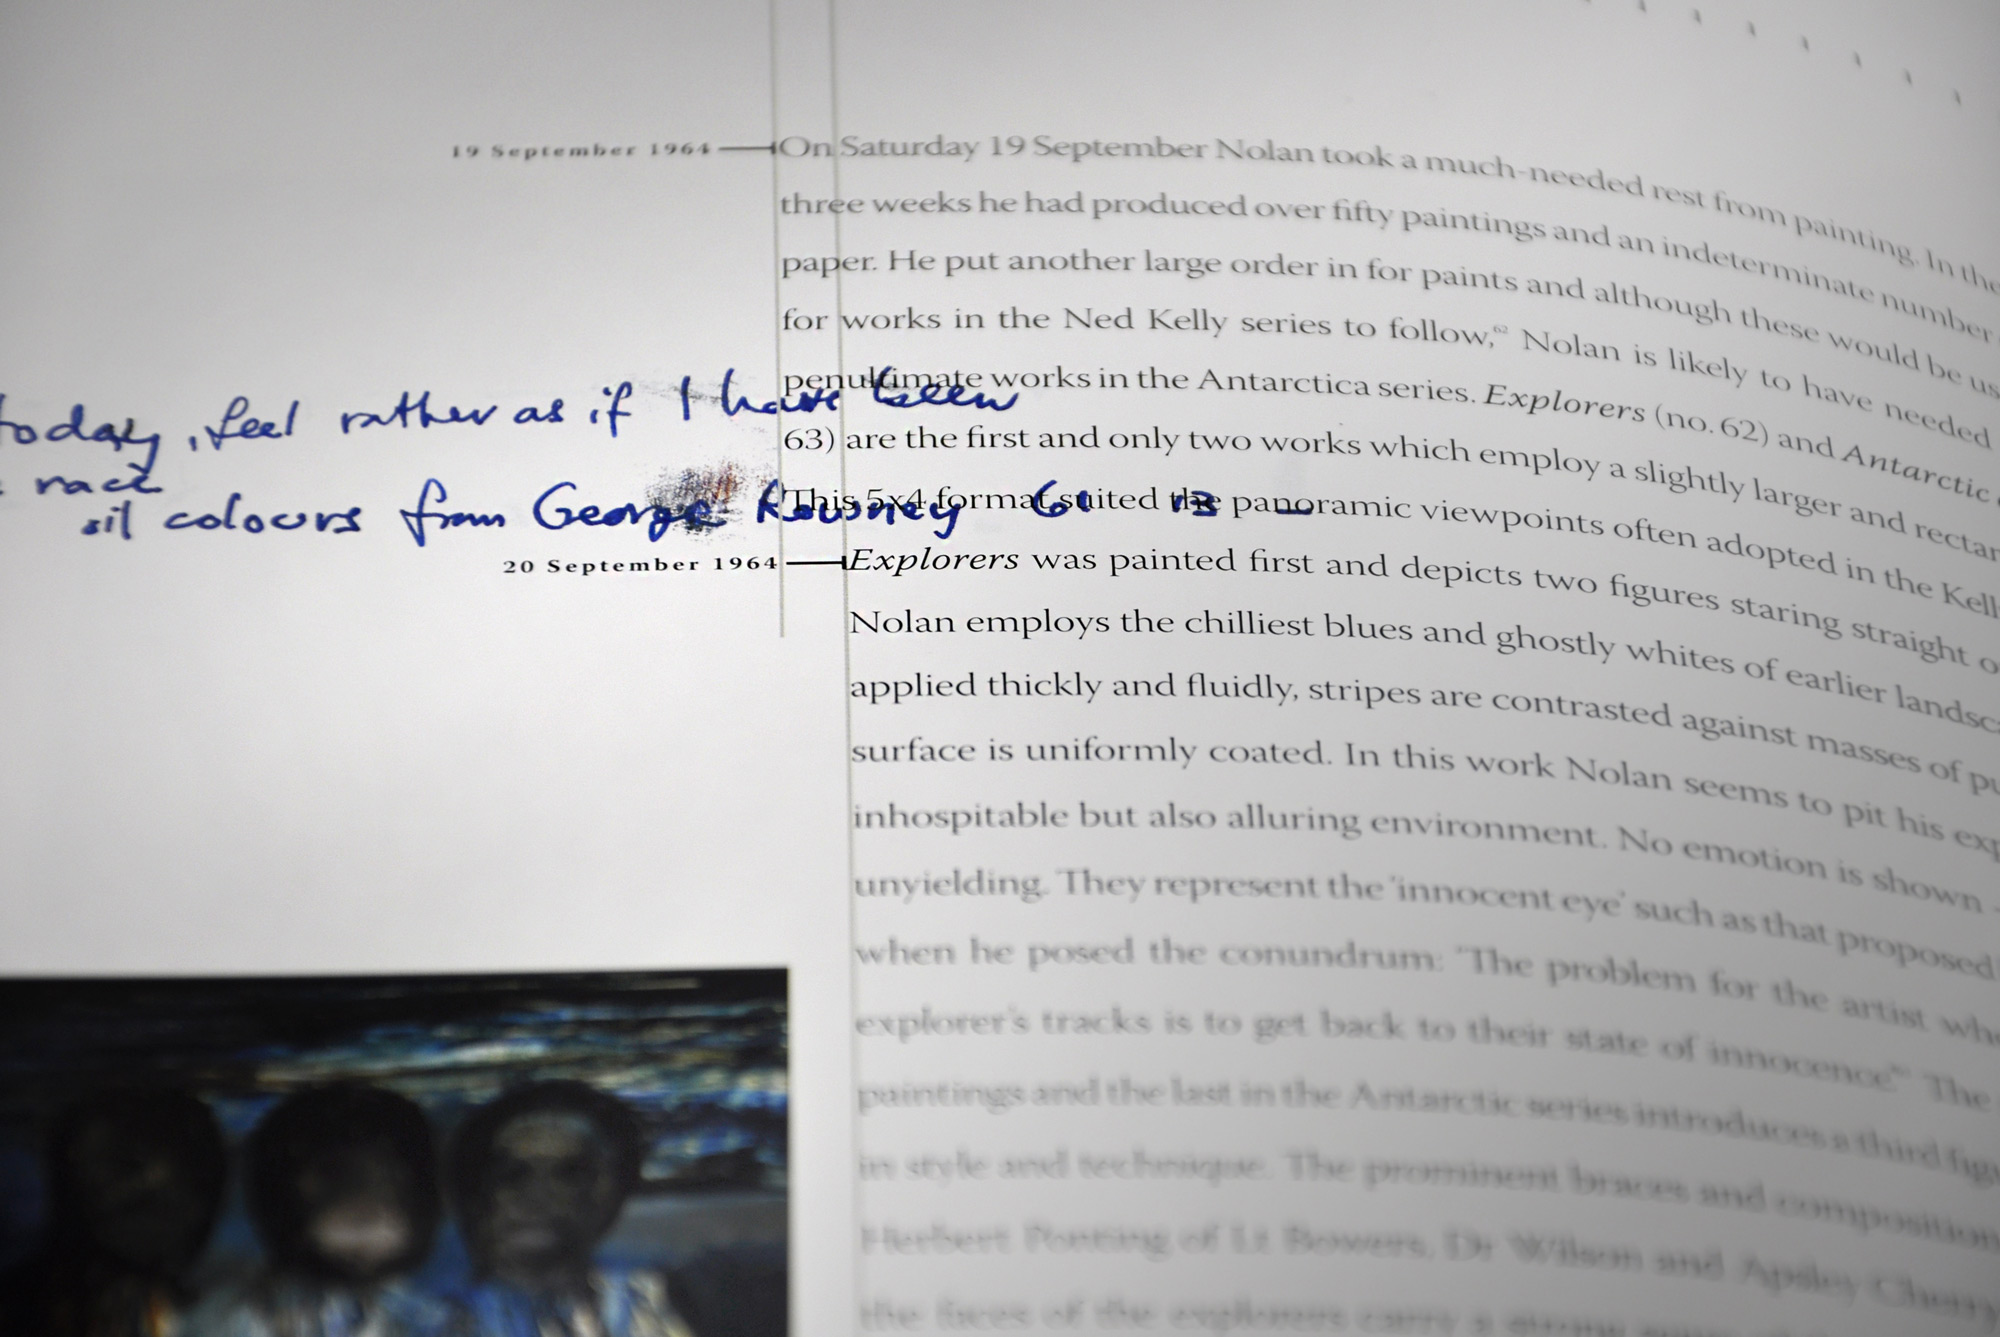 19 September 1964
On Saturday 19 September Nolan took a much-needed rest from painting. In the
three weeks he had produced over fifty paintings and an indeterminate number
paper. He put another large order in for paints and although these would be us
for works in the Ned Kelly series to follow,62 Nolan is likely to have needed
penultimate works in the Antarctica series. Explorers (no. 62) and Antarctic
today, feel rather as if I have been
63) are the first and only two works which employ a slightly larger and rectan
race
This 5x4 format suited the panoramic viewpoints often adopted in the Kell
oil colours from George Rowney
20 September 1964
Explorers was painted first and depicts two figures staring straight o
Nolan employs the chilliest blues and ghostly whites of earlier landsca
applied thickly and fluidly, stripes are contrasted against masses of pu
surface is uniformly coated. In this work Nolan seems to pit his exp
inhospitable but also alluring environment. No emotion is shown
unyielding. They represent the 'innocent eye' such as that proposed
when he posed the conundrum: 'The problem for the artist who
explorer's tracks is to get back to their state of innocence'. The
paintings and the last in the Antarctic series introduces a third figu
in style and technique. The prominent braces and composition
Herbert Ponting of Lt Bowers, Dr Wilson and Apsley Cherry
the faces of the explorers carry a strong